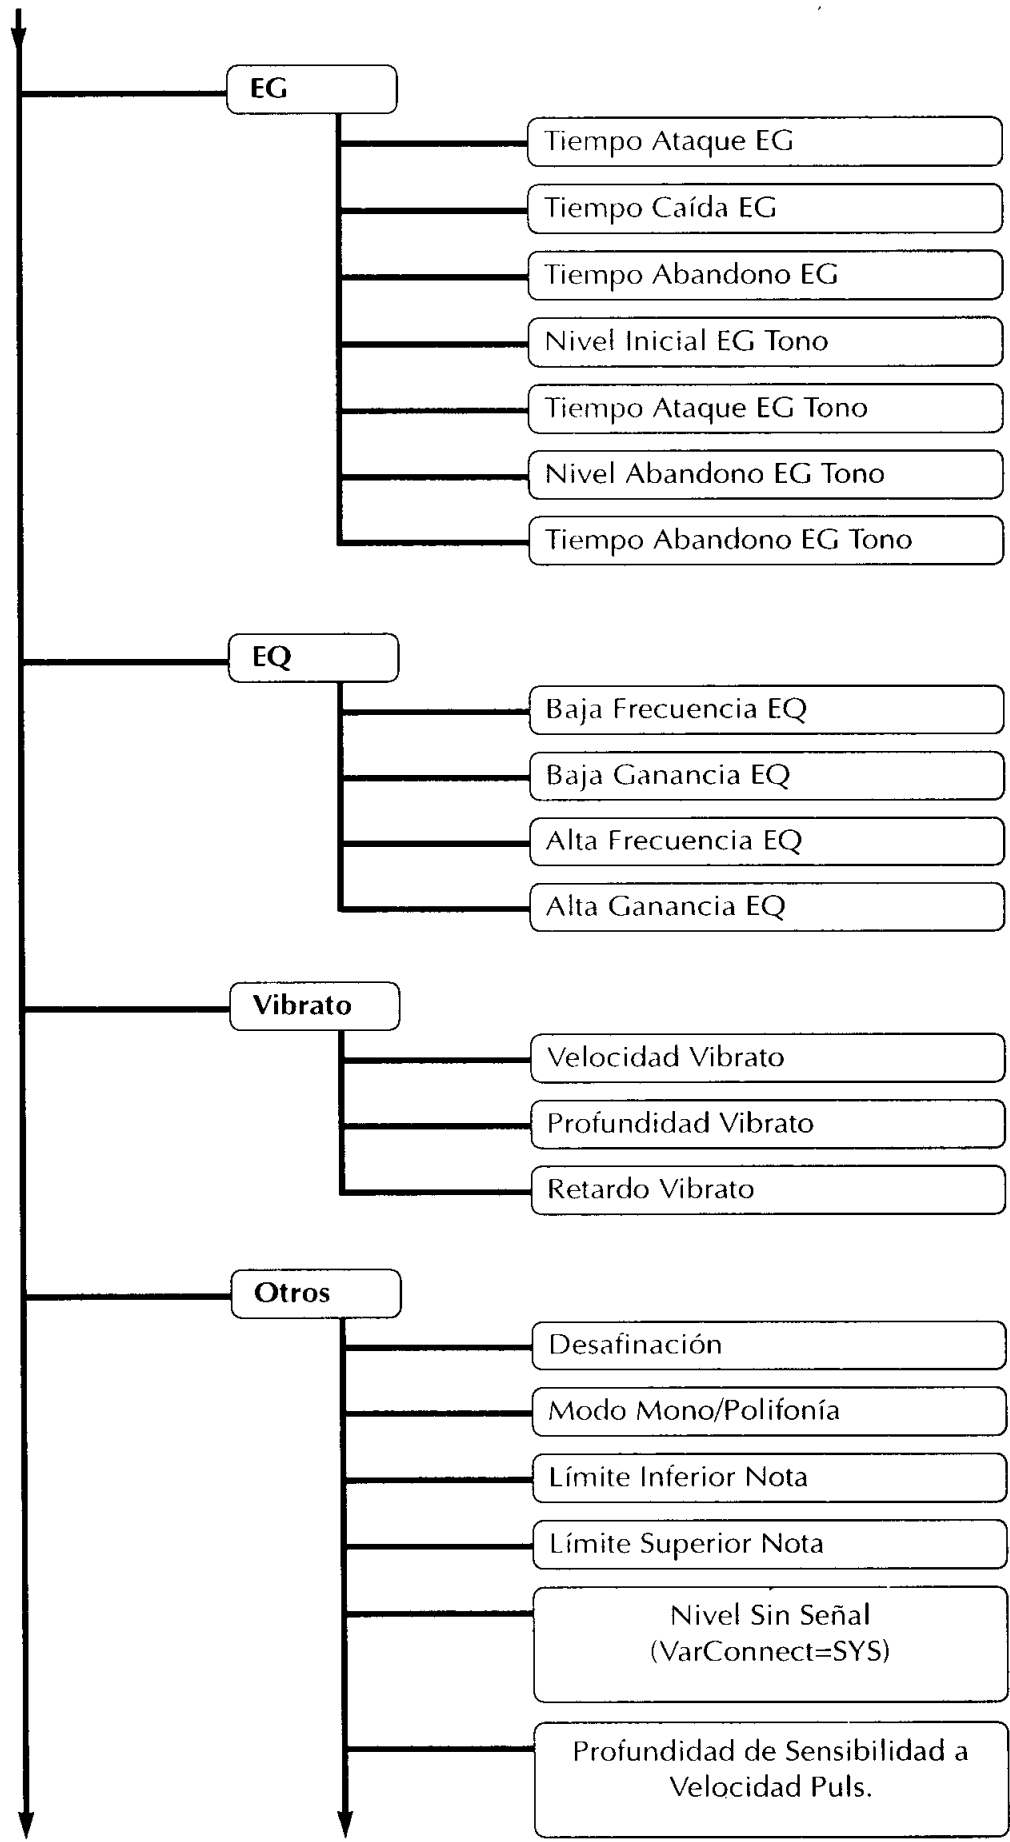 EG
Tiempo Ataque EG
Tiempo Caída EG
Tiempo Abandono EG
Nivel Inicial EG Tono
Tiempo Ataque EG Tono
Nivel Abandono EG Tono
Tiempo Abandono EG Tono
EQ
Baja Frecuencia EQ
Baja Ganancia EQ
Alta Frecuencia EQ
Alta Ganancia EQ
Vibrato
Velocidad Vibrato
Profundidad Vibrato
Retardo Vibrato
Otros
Desafinación
Modo Mono/Polifonía
Límite Inferior Nota
Límite Superior Nota
Nivel Sin Señal
(VarConnect=SYS)
Profundidad de Sensibilidad a
Velocidad Puls.